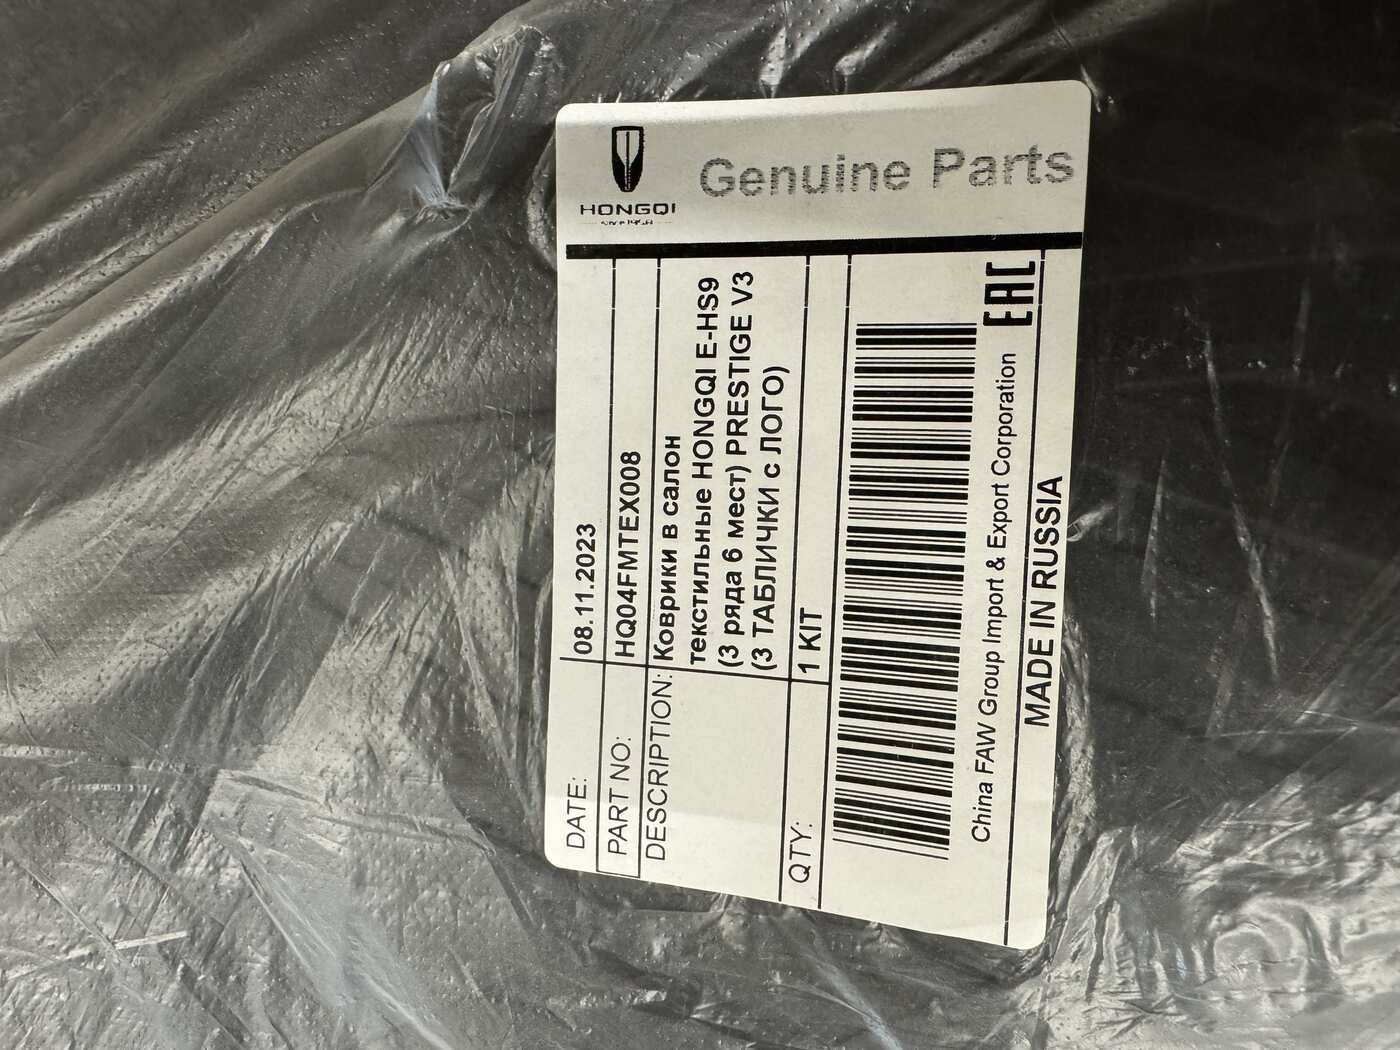 HONGQI
Genuine Parts
DATE: 08.11.2023
PART NO: HQ04FMTEX008
DESCRIPTION: Коврики в салон
текстильные HONGQI E-HS9
(3 ряда 6 мест) PRESTIGE V3
(3 ТАБЛИЧКИ с ЛОГО)
QTY: 1 KIT
China FAW Group Import & Export Corporation
EAC
MADE IN RUSSIA